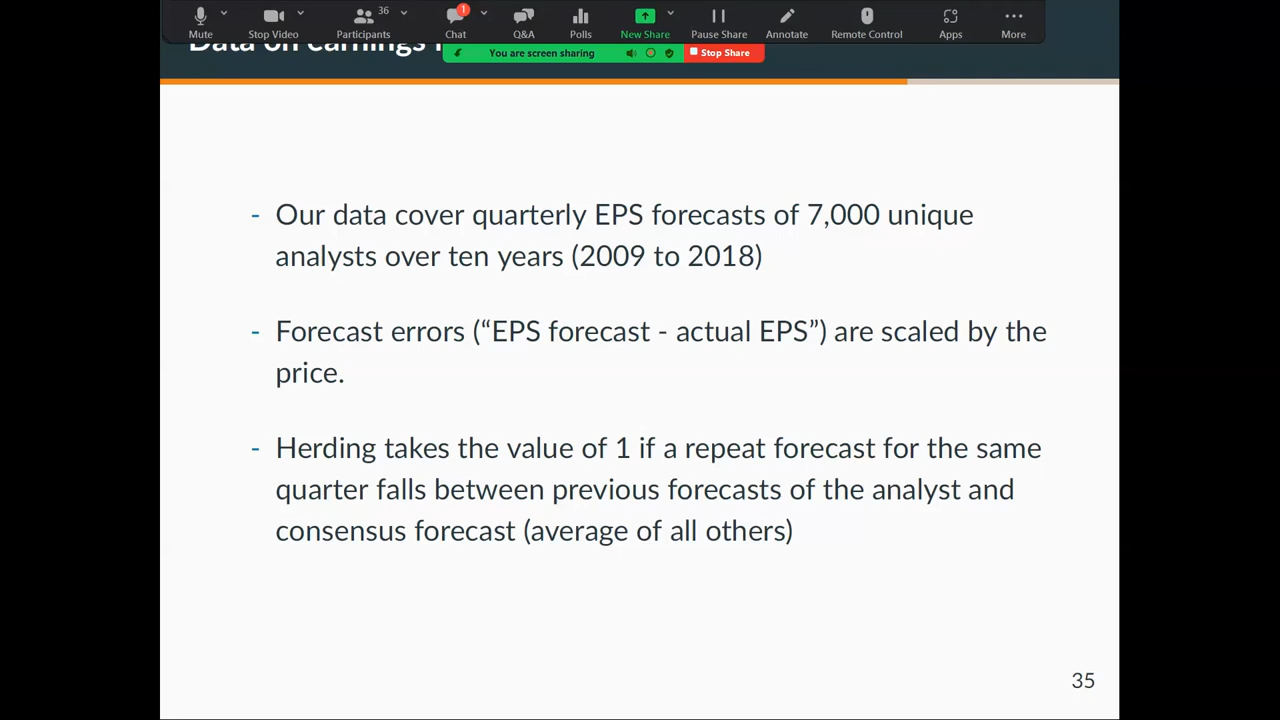 36
1
Mute
Stop Video
Participants
Chat
Q&A
Polls
New Share
Pause Share
Annotate
Remote Control
Apps
More
Data on earnings
You are screen sharing
Stop Share
- Our data cover quarterly EPS forecasts of 7,000 unique
analysts over ten years (2009 to 2018)
- Forecast errors (“EPS forecast - actual EPS”) are scaled by the
price.
- Herding takes the value of 1 if a repeat forecast for the same
quarter falls between previous forecasts of the analyst and
consensus forecast (average of all others)
35